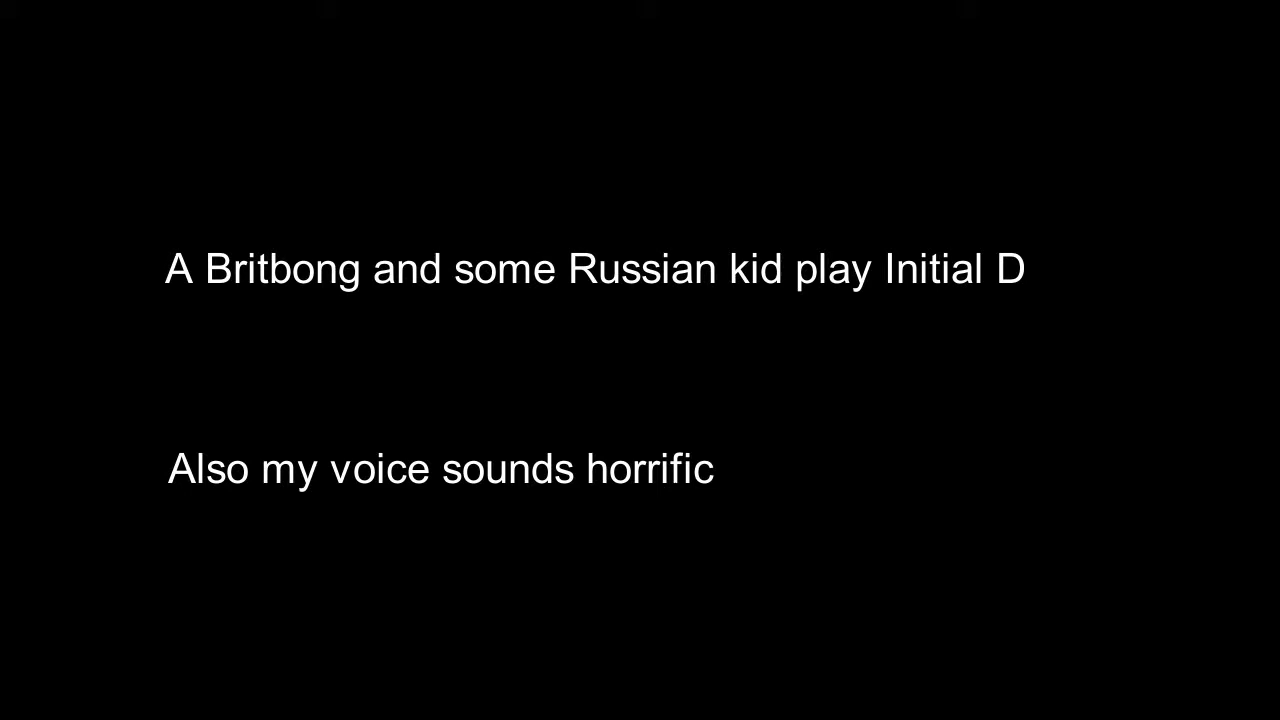 A Britbong and some Russian kid play Initial D
Also my voice sounds horrific